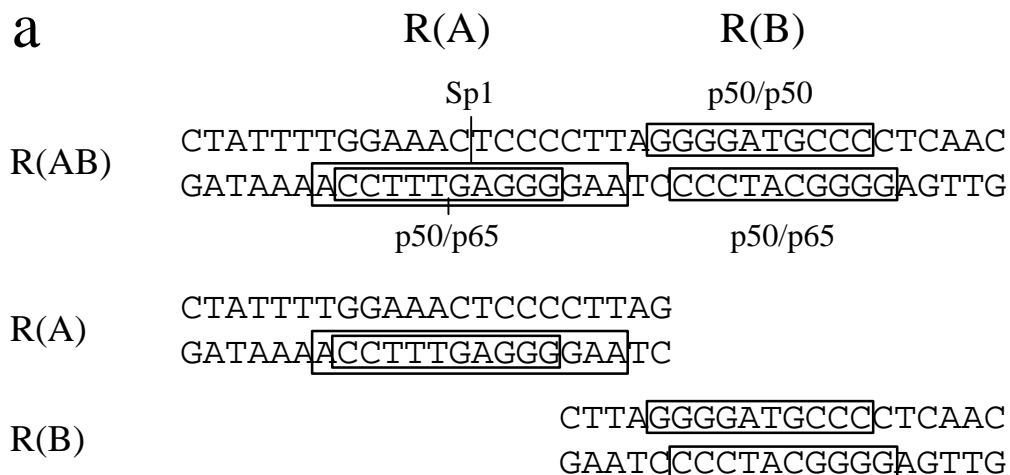 a R(A) R(B)
Sp1 p50/p50
CTATTTTGGAAACTCCCCTTAGGGGATGCCCCTCAAC
R(AB)
GATAAAACCTTTGAGGGGAATCCCCTACGGGGAGTTG
p50/p65 p50/p65
CTATTTTGGAAACTCCCCTTAG
R(A)
GATAAAACCTTTGAGGGGAATC
CTTAGGGGATGCCCCTCAAC
R(B)
GAATCCCCTACGGGGAGTTG